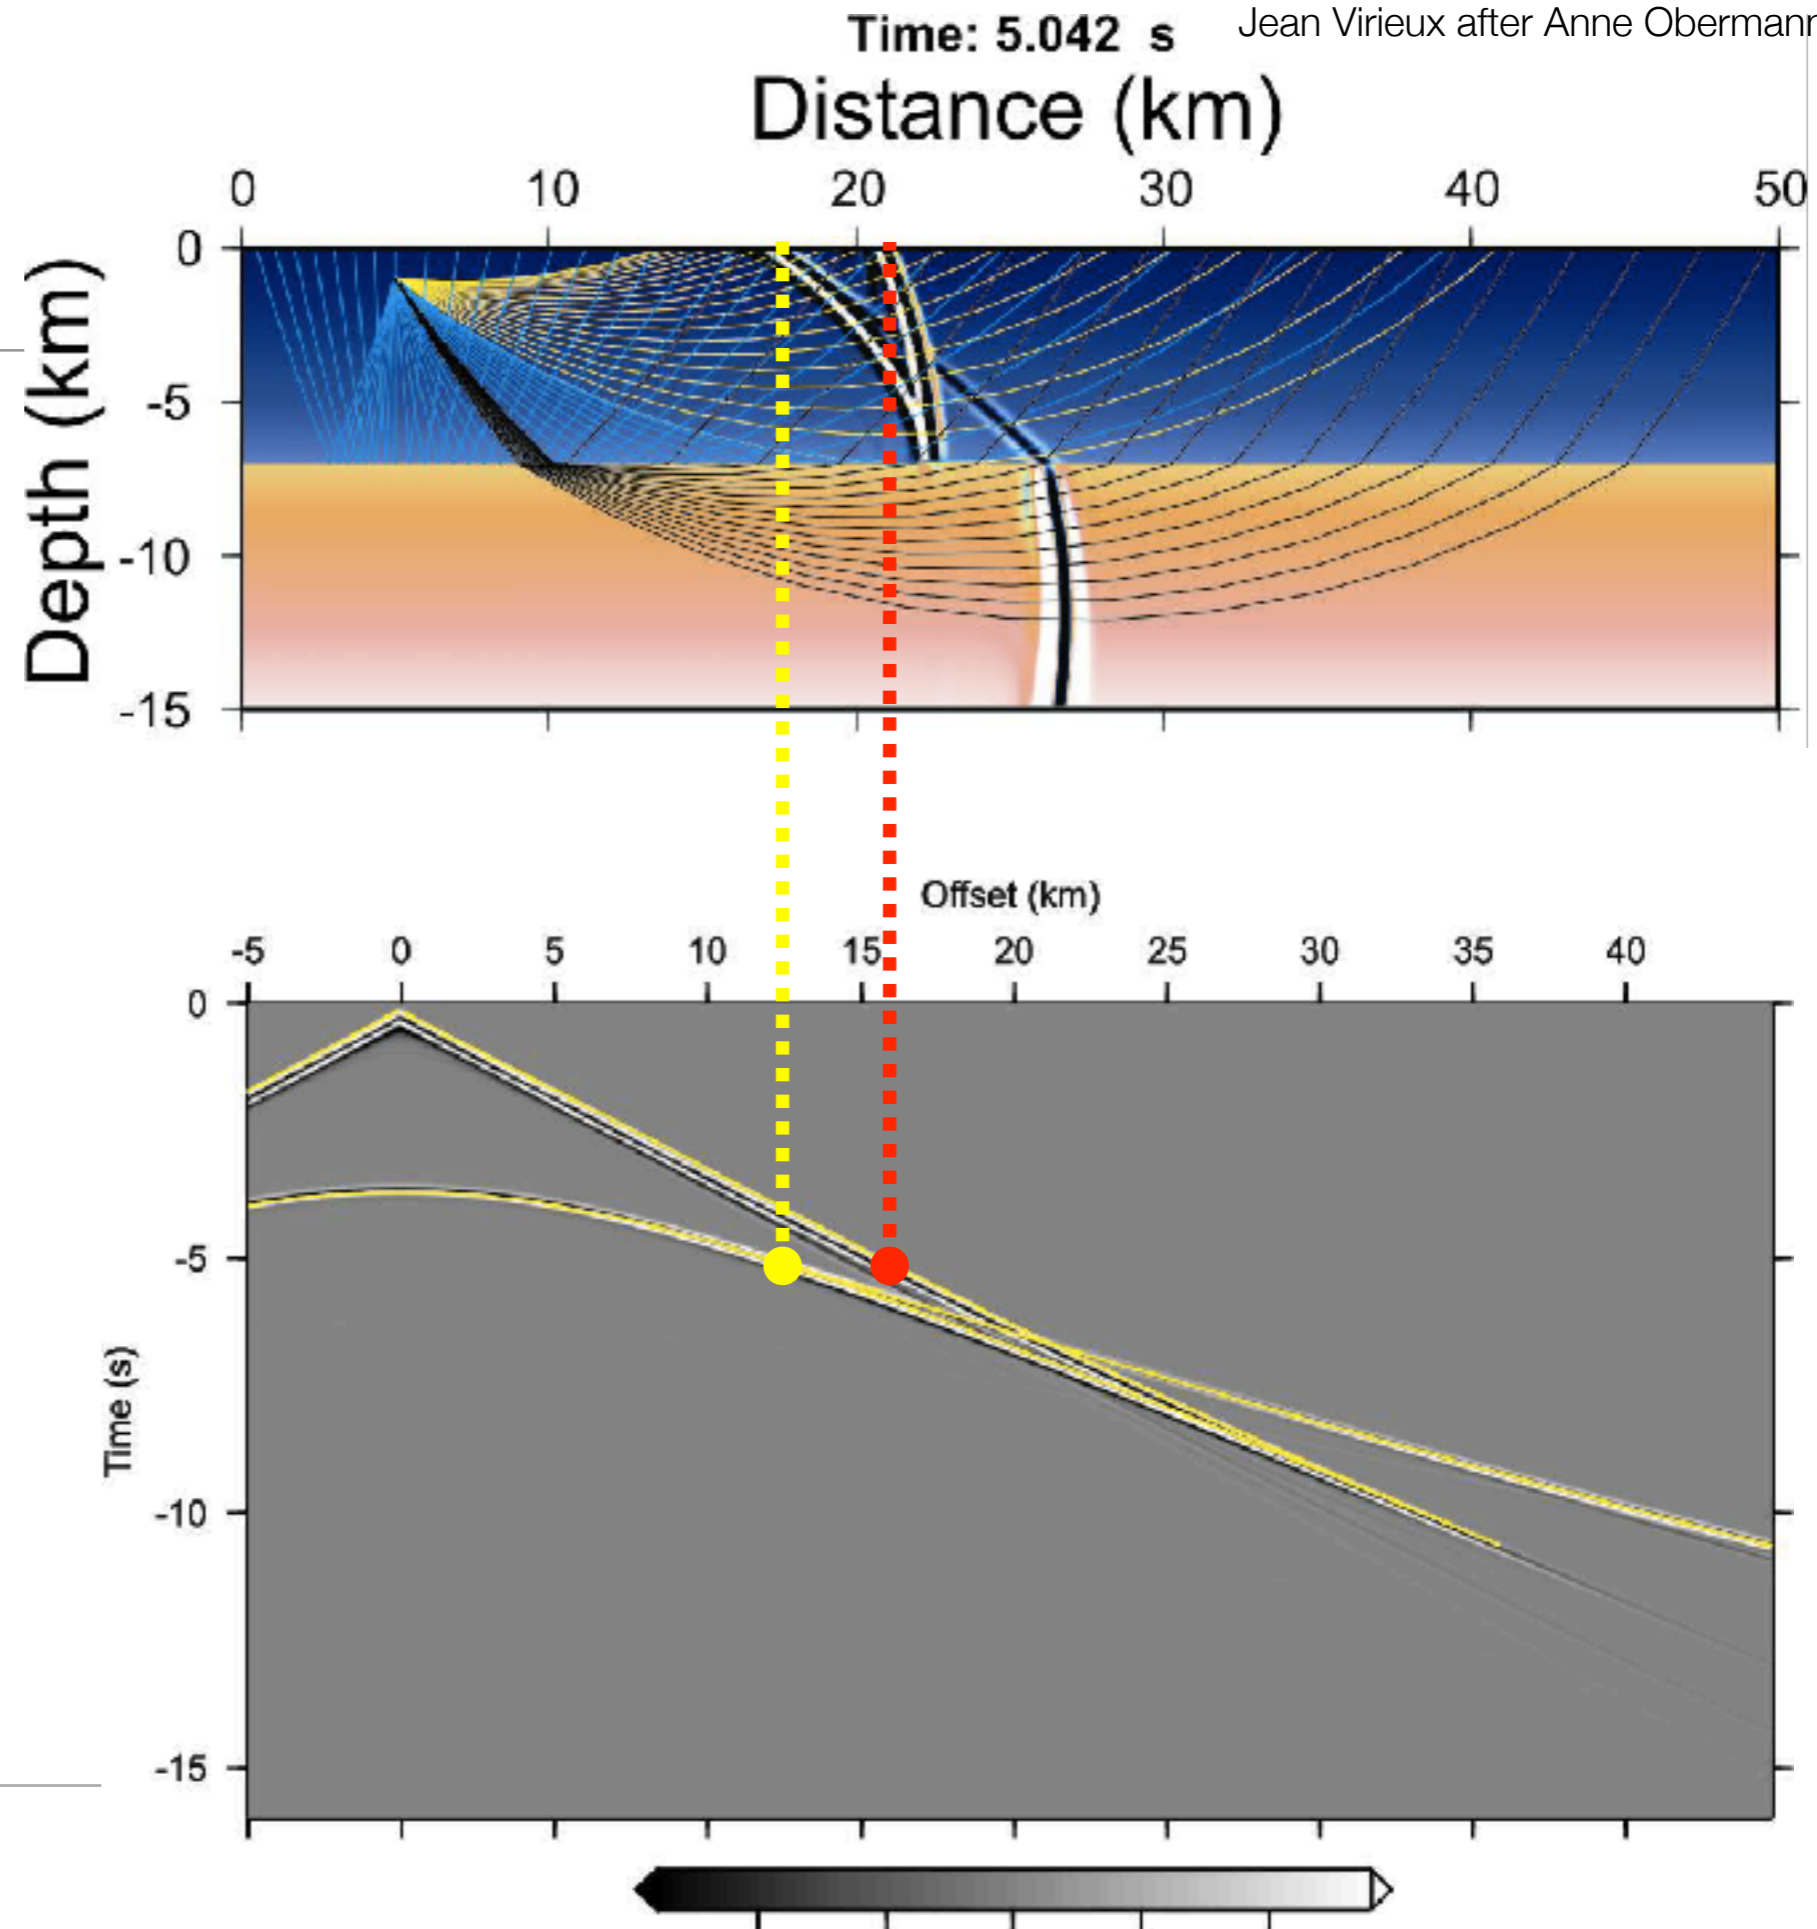 Jean Virieux after Anne Obermann
Time: 5.042 s
Distance (km)
0 10 20 30 40 50
Depth (km)
0
-5
-10
-15
Offset (km)
-5 0 5 10 15 20 25 30 35 40
Time (s)
0
-5
-10
-15